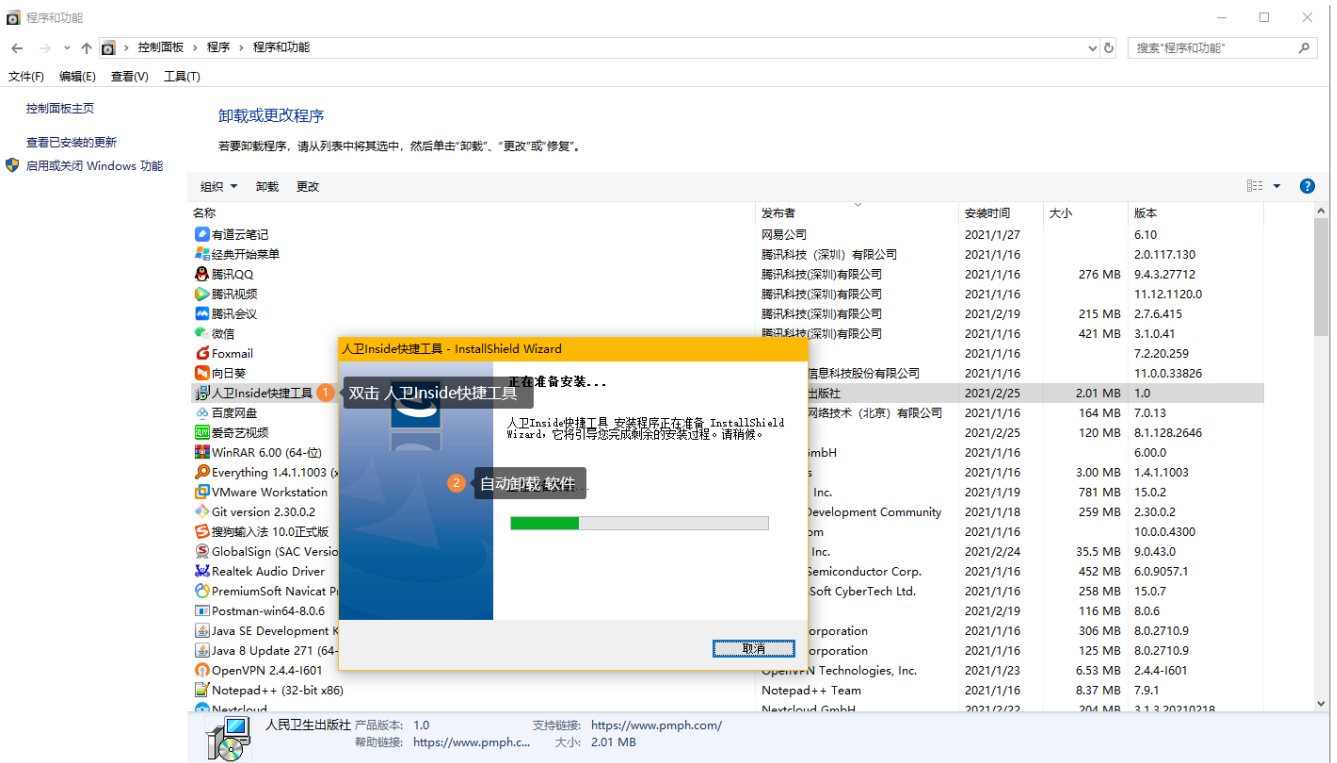 程序和功能
控制面板 › 程序 › 程序和功能
搜索"程序和功能"
文件(F) 编辑(E) 查看(V) 工具(T)
控制面板主页
查看已安装的更新
启用或关闭 Windows 功能
卸载或更改程序
若要卸载程序，请从列表中将其选中，然后单击"卸载"、"更改"或"修复"。
组织 卸载 更改
名称 发布者 安装时间 大小 版本
有道云笔记 网易公司 2021/1/27 6.10
经典开始菜单 腾讯科技（深圳）有限公司 2021/1/16 2.0.117.130
腾讯QQ 腾讯科技(深圳)有限公司 2021/1/16 276 MB 9.4.3.27712
腾讯视频 腾讯科技(深圳)有限公司 2021/1/16 11.12.1120.0
腾讯会议 腾讯科技(深圳)有限公司 2021/2/19 215 MB 2.7.6.415
微信 腾讯科技(深圳)有限公司 2021/1/16 421 MB 3.1.0.41
Foxmail 2021/1/16 7.2.20.259
向日葵 信息科技股份有限公司 2021/1/16 11.0.0.33826
人卫Inside快捷工具 出版社 2021/2/25 2.01 MB 1.0
百度网盘 网络技术（北京）有限公司 2021/1/16 164 MB 7.0.13
爱奇艺视频 2021/2/25 120 MB 8.1.128.2646
WinRAR 6.00 (64-位) mbH 2021/1/16 6.00.0
Everything 1.4.1.1003 (x s 2021/1/16 3.00 MB 1.4.1.1003
VMware Workstation Inc. 2021/1/19 781 MB 15.0.2
Git version 2.30.0.2 Development Community 2021/1/18 259 MB 2.30.0.2
搜狗输入法 10.0正式版 om 2021/1/16 10.0.0.4300
GlobalSign (SAC Versio Inc. 2021/2/24 35.5 MB 9.0.43.0
Realtek Audio Driver Semiconductor Corp. 2021/1/16 452 MB 6.0.9057.1
PremiumSoft Navicat Pr Soft CyberTech Ltd. 2021/1/16 258 MB 15.0.7
Postman-win64-8.0.6 2021/2/19 116 MB 8.0.6
Java SE Development K orporation 2021/1/16 306 MB 8.0.2710.9
Java 8 Update 271 (64- orporation 2021/1/16 125 MB 8.0.2710.9
OpenVPN 2.4.4-I601 OpenVPN Technologies, Inc. 2021/1/23 6.53 MB 2.4.4-I601
Notepad++ (32-bit x86) Notepad++ Team 2021/1/16 8.37 MB 7.9.1
Nextcloud Nextcloud GmbH 2021/2/22 204 MB 3.1.3.20210218
人卫Inside快捷工具 - InstallShield Wizard
正在准备安装...
1 双击 人卫Inside快捷工具
人卫Inside快捷工具 安装程序正在准备 InstallShield
Wizard，它将引导您完成剩余的安装过程。请稍候。
2 自动卸载 软件
取消
人民卫生出版社 产品版本: 1.0 支持链接: https://www.pmph.com/
帮助链接: https://www.pmph.c... 大小: 2.01 MB